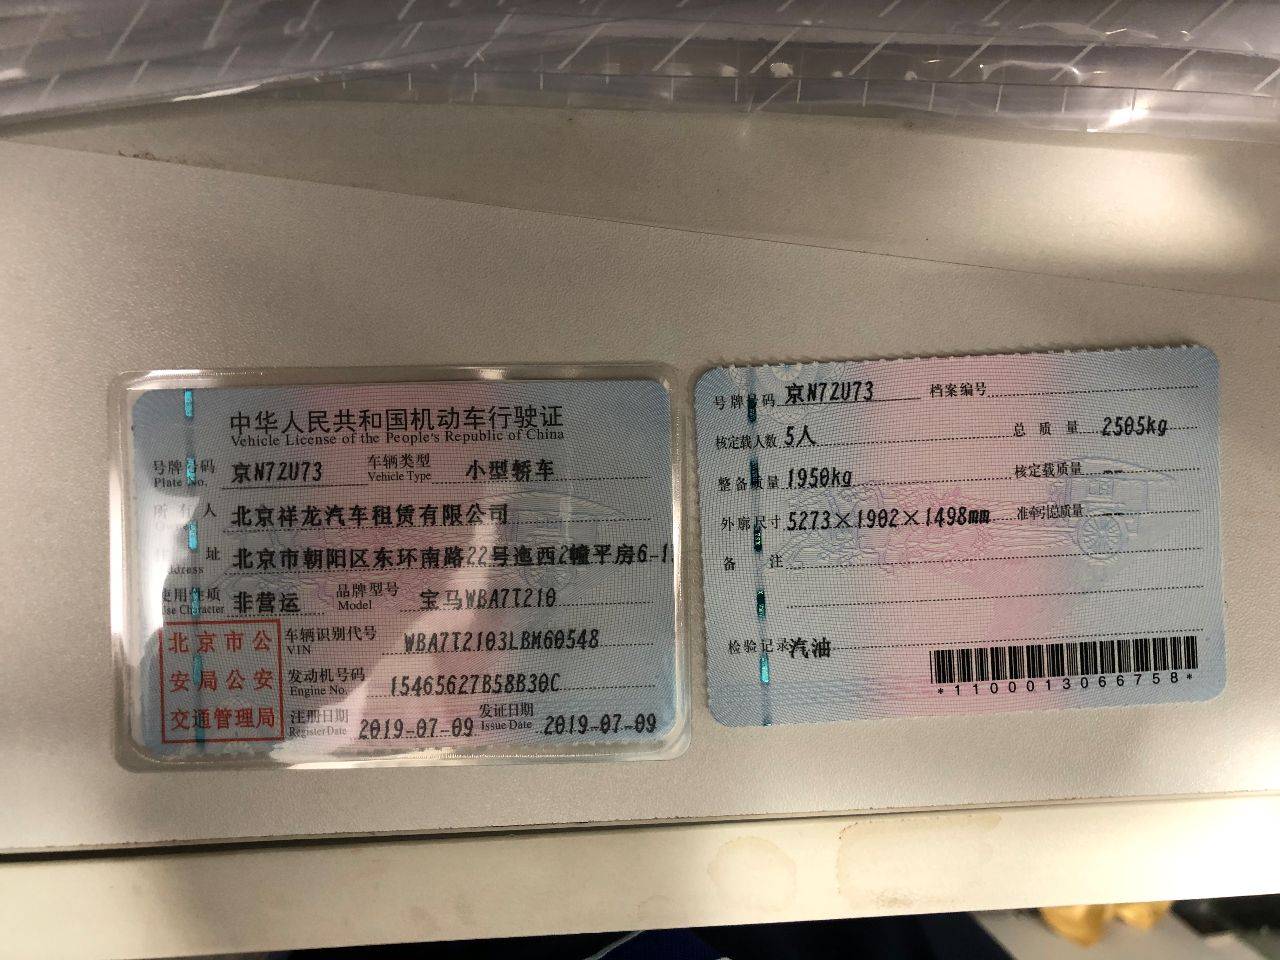 中华人民共和国机动车行驶证
Vehicle License of the People's Republic of China
号牌号码 京N72U73 车辆类型 小型轿车
Plate No. Vehicle Type
所有人 北京祥龙汽车租赁有限公司
住址 北京市朝阳区东环南路22号迤西2幢平房6-1
Address
使用性质 非营运 品牌型号 宝马WBA7T210
Use Character Model
北京市公
安局公安
交通管理局
车辆识别代号 WBA7T2103LBM60548
VIN
发动机号码 15465627B58B30C
Engine No.
注册日期 2019-07-09 发证日期 2019-07-09
Register Date Issue Date
号牌号码 京N72U73 档案编号
核定载人数 5人 总质量 2505kg
整备质量 1950kg 核定载质量 --
外廓尺寸 5273×1902×1498mm 准牵引总质量 --
备注
检验记录 汽油
*1100013066758*